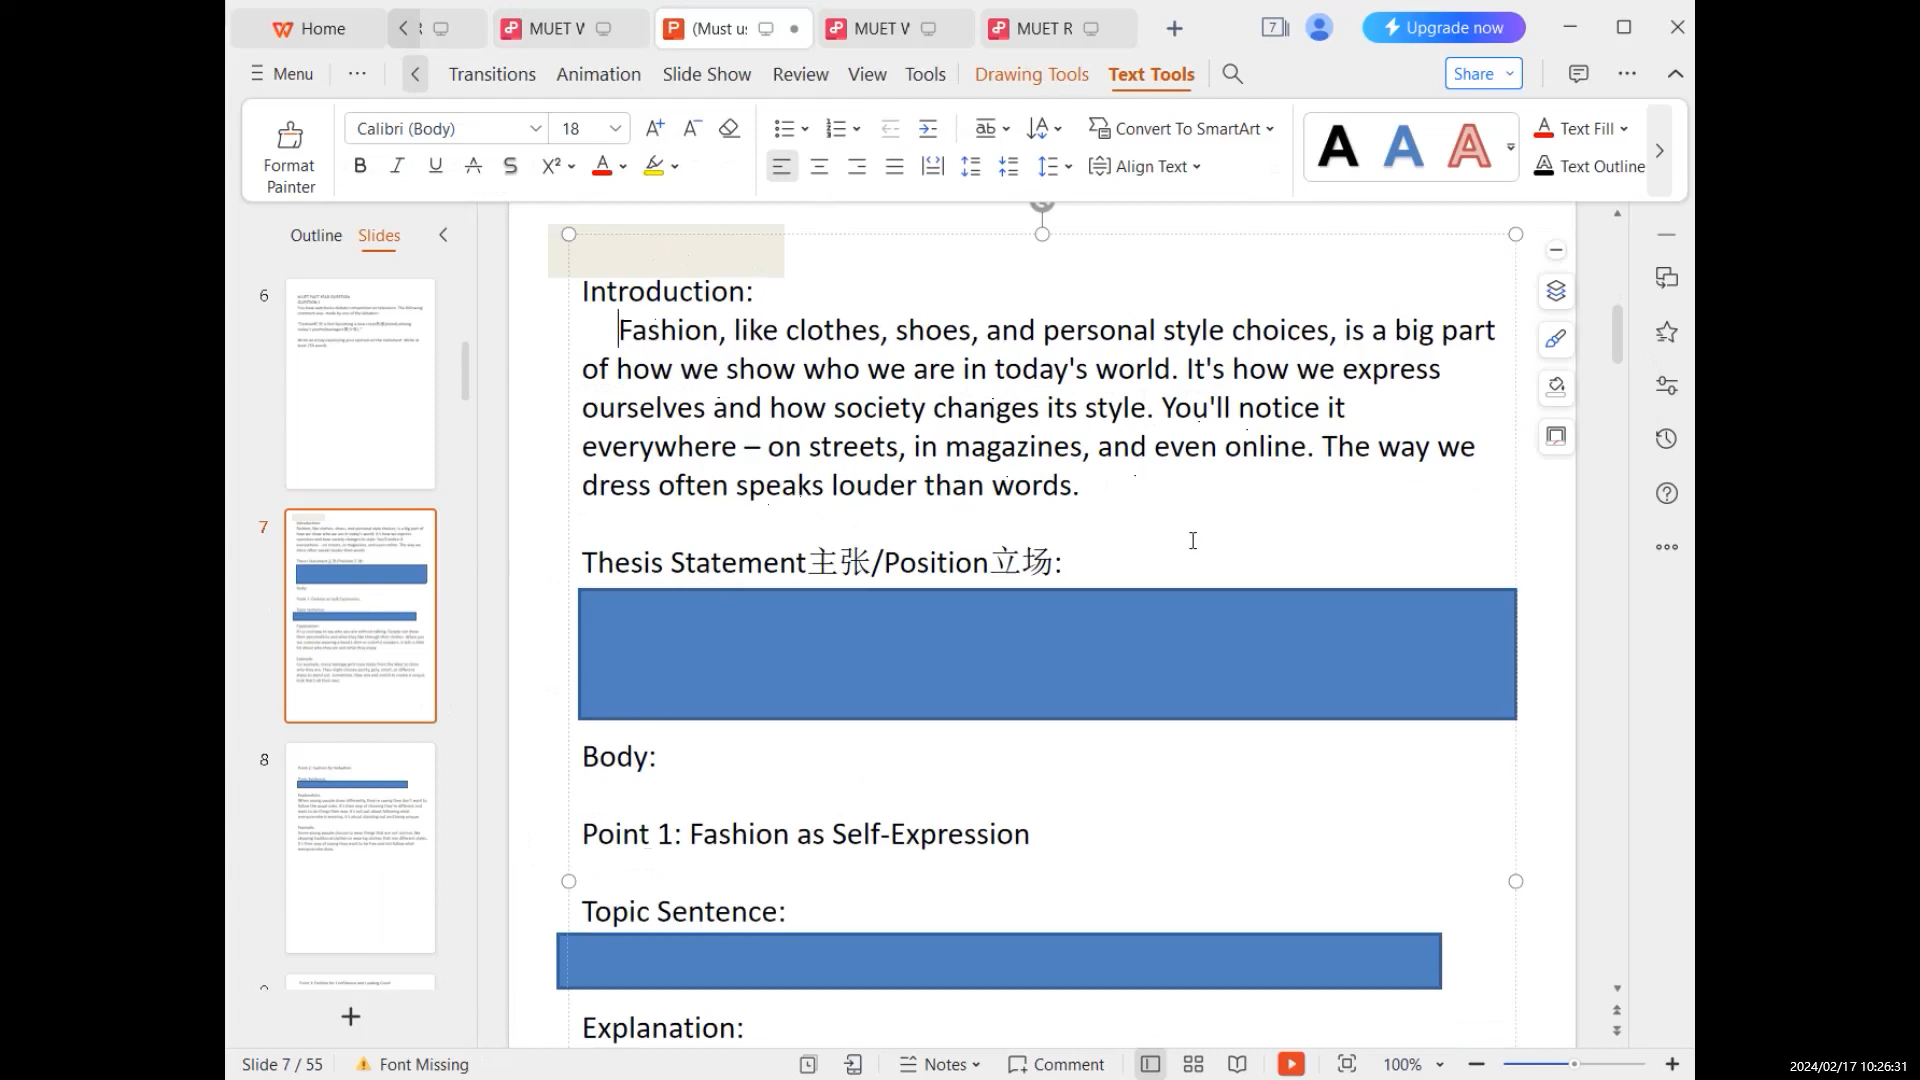 Home
MUET V
(Must u:
MUET V
MUET R
7
Upgrade now
Menu
Transitions
Animation
Slide Show
Review
View
Tools
Drawing Tools
Text Tools
Share
Format
Painter
Calibri (Body)
18
Convert To SmartArt
Text Fill
Align Text
Text Outline
Outline
Slides
6
7
8
Introduction:
Fashion, like clothes, shoes, and personal style choices, is a big part
of how we show who we are in today's world. It's how we express
ourselves and how society changes its style. You'll notice it
everywhere – on streets, in magazines, and even online. The way we
dress often speaks louder than words.
Thesis Statement主张/Position立场:
Body:
Point 1: Fashion as Self-Expression
Topic Sentence:
Explanation:
Slide 7 / 55
Font Missing
Notes
Comment
100%
2024/02/17 10:26:31